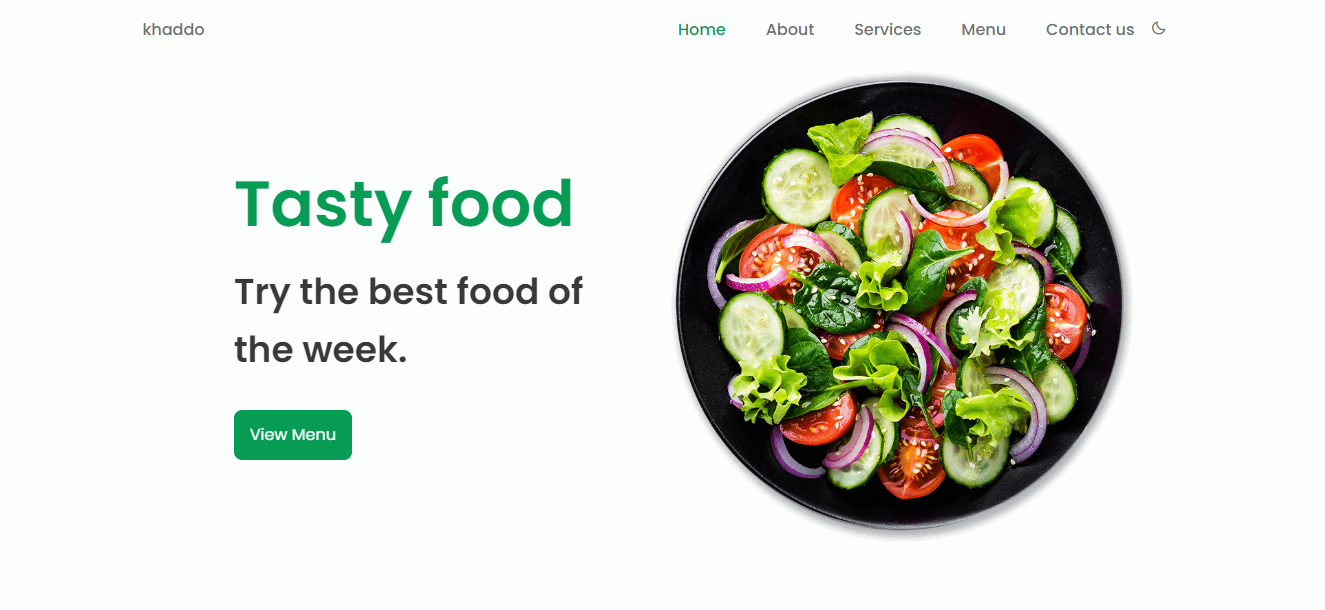 khaddo
Home About Services Menu Contact us
Tasty food
Try the best food of
the week.
View Menu